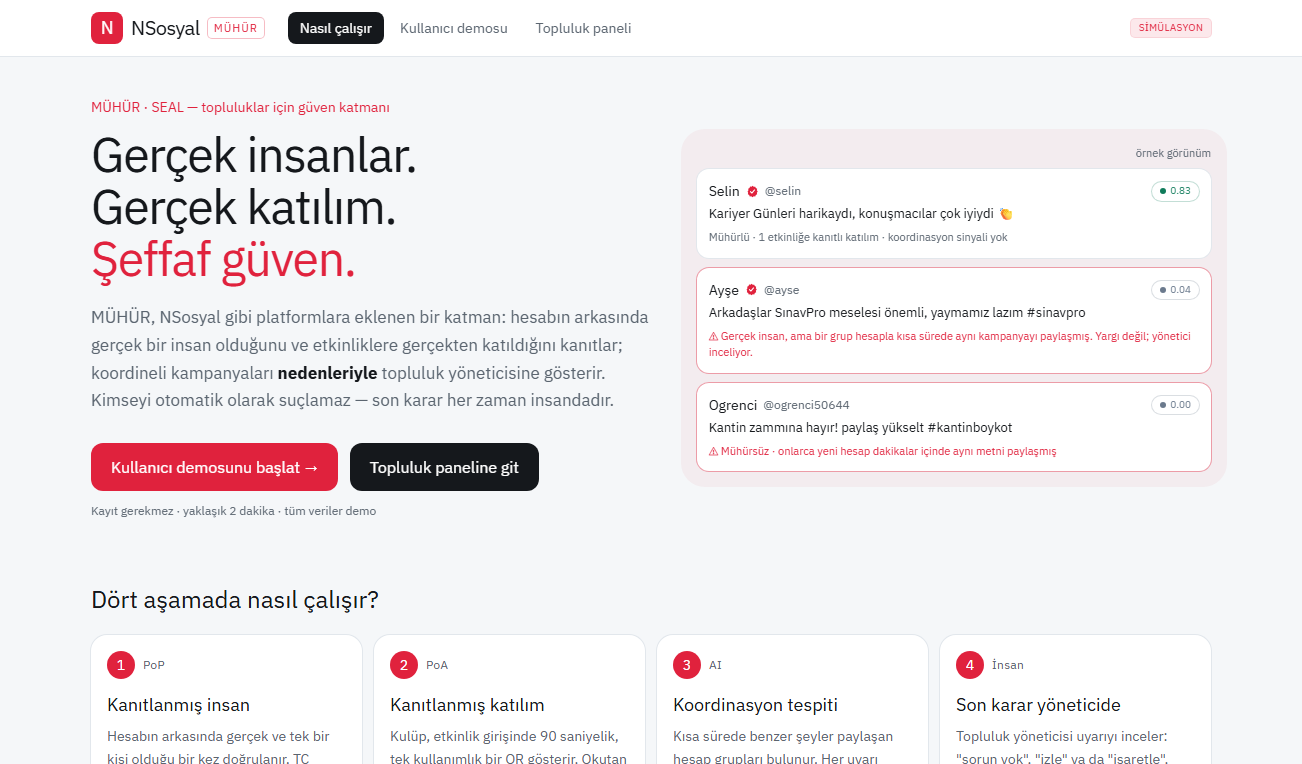 N NSosyal MÜHÜR Nasıl çalışır Kullanıcı demosu Topluluk paneli SİMÜLASYON
MÜHÜR · SEAL — topluluklar için güven katmanı
Gerçek insanlar.
Gerçek katılım.
Şeffaf güven.
MÜHÜR, NSosyal gibi platformlara eklenen bir katman: hesabın arkasında
gerçek bir insan olduğunu ve etkinliklere gerçekten katıldığını kanıtlar;
koordineli kampanyaları nedenleriyle topluluk yöneticisine gösterir.
Kimseyi otomatik olarak suçlamaz — son karar her zaman insandadır.
Kullanıcı demosunu başlat → Topluluk paneline git
Kayıt gerekmez · yaklaşık 2 dakika · tüm veriler demo
örnek görünüm
Selin @selin 0.83
Kariyer Günleri harikaydı, konuşmacılar çok iyiydi 👏
Mühürlü · 1 etkinliğe kanıtlı katılım · koordinasyon sinyali yok
Ayşe @ayse 0.04
Arkadaşlar SınavPro meselesi önemli, yaymamız lazım #sinavpro
⚠ Gerçek insan, ama bir grup hesapla kısa sürede aynı kampanyayı paylaşmış. Yargı değil; yönetici
inceliyor.
Ogrenci @ogrenci50644 0.00
Kantin zammına hayır! paylaş yükselt #kantinboykot
⚠ Mühürsüz · onlarca yeni hesap dakikalar içinde aynı metni paylaşmış
Dört aşamada nasıl çalışır?
1 PoP
Kanıtlanmış insan
Hesabın arkasında gerçek ve tek bir
kişi olduğu bir kez doğrulanır. TC
2 PoA
Kanıtlanmış katılım
Kulüp, etkinlik girişinde 90 saniyelik,
tek kullanımlık bir QR gösterir. Okutan
3 AI
Koordinasyon tespiti
Kısa sürede benzer şeyler paylaşan
hesap grupları bulunur. Her uyarı
4 İnsan
Son karar yöneticide
Topluluk yöneticisi uyarıyı inceler:
"sorun yok", "izle" ya da "işaretle".